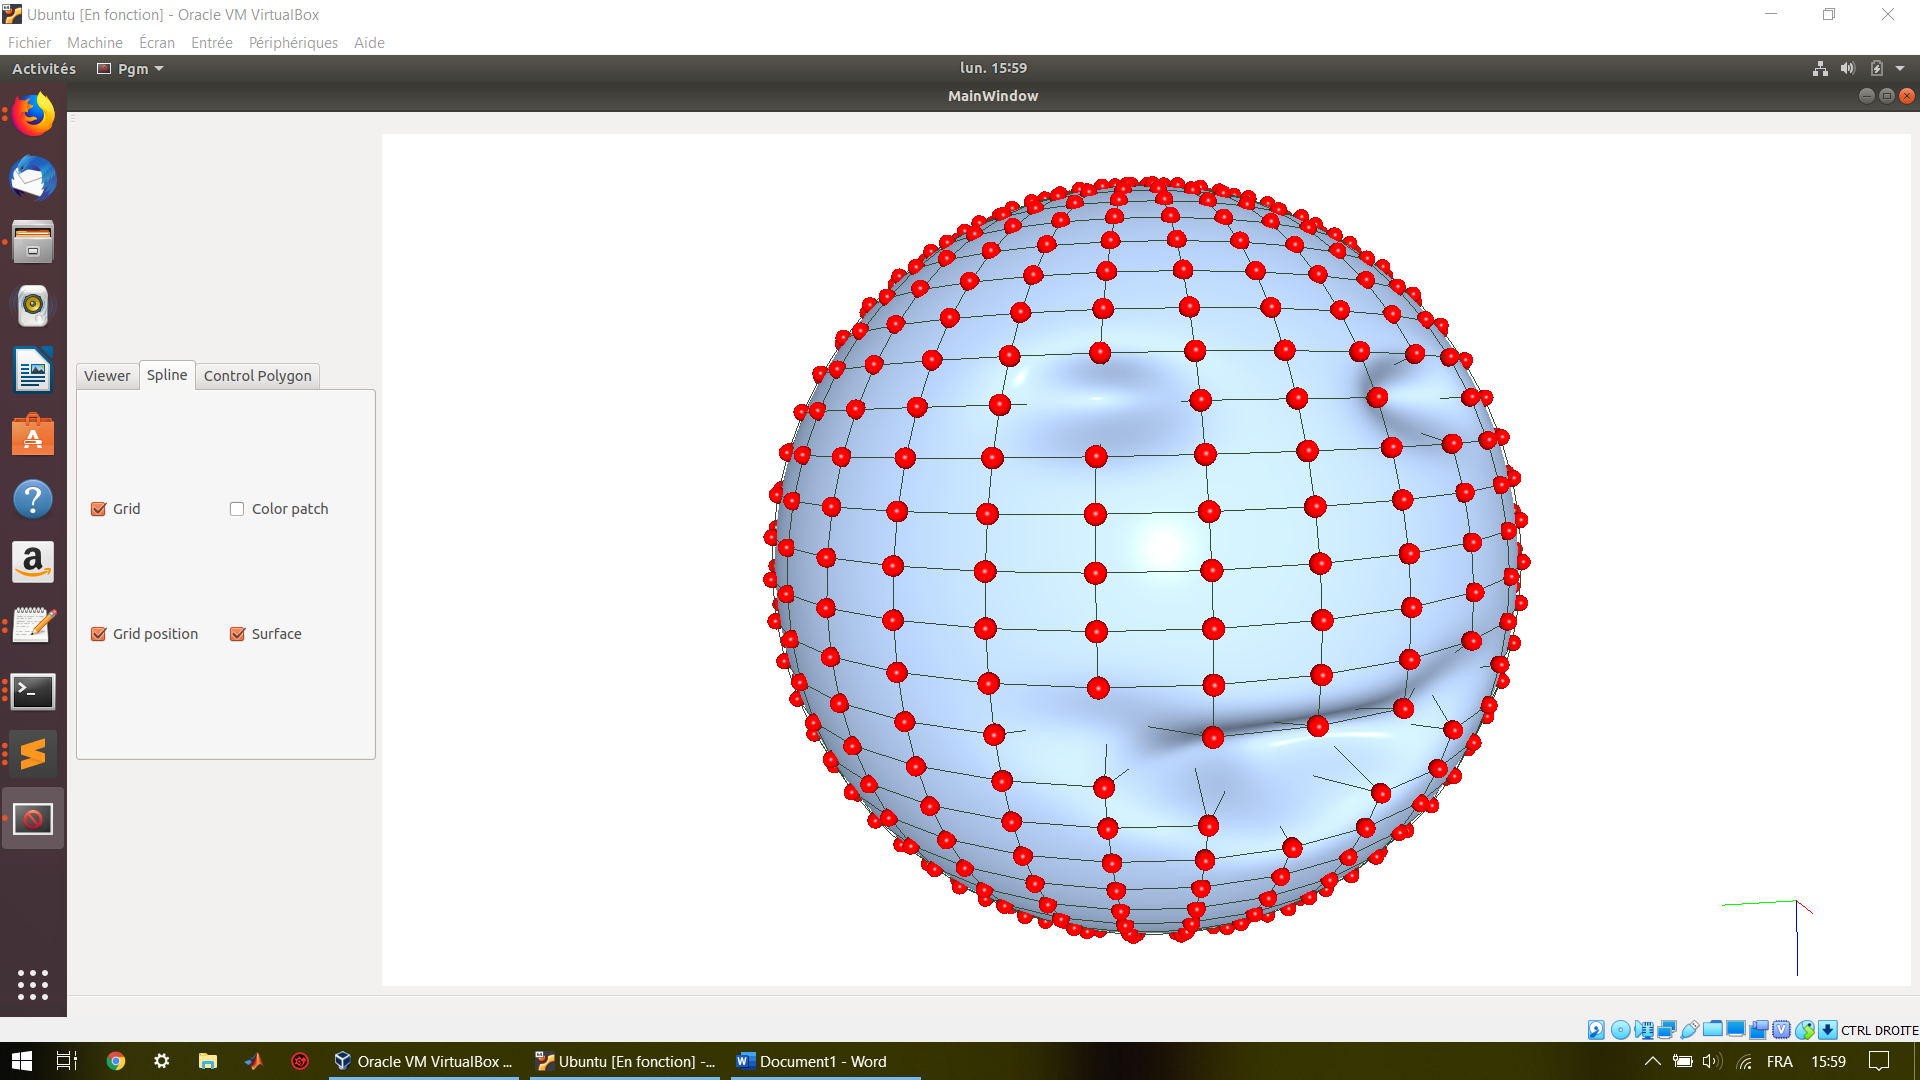 Ubuntu [En fonction] - Oracle VM VirtualBox
Fichier Machine Écran Entrée Périphériques Aide
Activités Pgm lun. 15:59
MainWindow
Viewer Spline Control Polygon
Grid Color patch
Grid position Surface
CTRL DROITE
Oracle VM VirtualBox ... Ubuntu [En fonction] -... Document1 - Word FRA 15:59